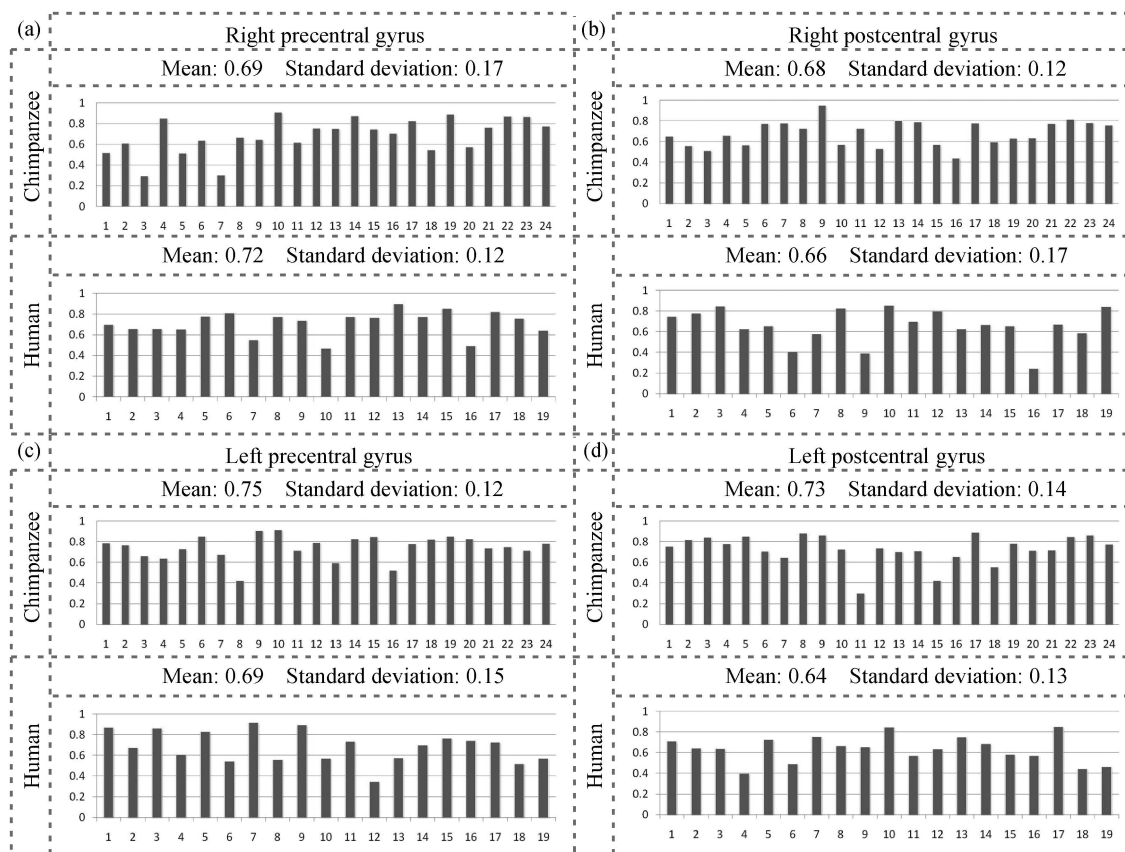 (a)
Right precentral gyrus
Chimpanzee
Mean: 0.69 Standard deviation: 0.17
1
0.8
0.6
0.4
0.2
0
1 2 3 4 5 6 7 8 9 10 11 12 13 14 15 16 17 18 19 20 21 22 23 24
Human
Mean: 0.72 Standard deviation: 0.12
1
0.8
0.6
0.4
0.2
0
1 2 3 4 5 6 7 8 9 10 11 12 13 14 15 16 17 18 19
(b)
Right postcentral gyrus
Chimpanzee
Mean: 0.68 Standard deviation: 0.12
1
0.8
0.6
0.4
0.2
0
1 2 3 4 5 6 7 8 9 10 11 12 13 14 15 16 17 18 19 20 21 22 23 24
Human
Mean: 0.66 Standard deviation: 0.17
1
0.8
0.6
0.4
0.2
0
1 2 3 4 5 6 7 8 9 10 11 12 13 14 15 16 17 18 19
(c)
Left precentral gyrus
Chimpanzee
Mean: 0.75 Standard deviation: 0.12
1
0.8
0.6
0.4
0.2
0
1 2 3 4 5 6 7 8 9 10 11 12 13 14 15 16 17 18 19 20 21 22 23 24
Human
Mean: 0.69 Standard deviation: 0.15
1
0.8
0.6
0.4
0.2
0
1 2 3 4 5 6 7 8 9 10 11 12 13 14 15 16 17 18 19
(d)
Left postcentral gyrus
Chimpanzee
Mean: 0.73 Standard deviation: 0.14
1
0.8
0.6
0.4
0.2
0
1 2 3 4 5 6 7 8 9 10 11 12 13 14 15 16 17 18 19 20 21 22 23 24
Human
Mean: 0.64 Standard deviation: 0.13
1
0.8
0.6
0.4
0.2
0
1 2 3 4 5 6 7 8 9 10 11 12 13 14 15 16 17 18 19